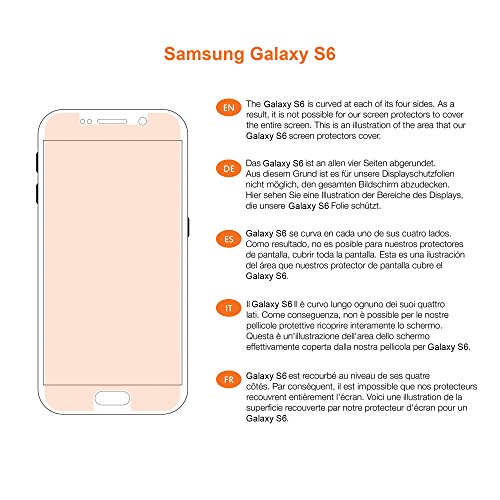 Samsung Galaxy S6
EN
The Galaxy S6 is curved at each of its four sides. As a
result, it is not possible for our screen protectors to cover
the entire screen. This is an illustration of the area that our
Galaxy S6 screen protectors cover
DE
Das Galaxy S6 ist an allen vier Seiten abgerundet.
Aus diesem Grund ist es für unsere Displayschutzfolien
nicht möglich, den gesamten Bildschirm abzudecken.
Hier sehen Sie eine Illustration der Bereiche des Displays,
die unsere Galaxy S6 Folie schützt.
ES
Galaxy S6 se curva en cada uno de sus cuatro lados.
Como resultado, no es posible para nuestros protectores
de pantalla, cubrir toda la pantalla. Esta es una ilustración
del área que nuestro protector de pantalla cubre el
Galaxy S6.
IT
Il Galaxy S6 Il è curvo lungo ognuno dei suoi quattro
lati. Come conseguenza, non è possible per le nostre
pellicole protettive ricoprire interamente lo schermo.
Questa è un'illustrazione dell'area dello schermo
effettivamente coperta dalla nostra pellicola per Galaxy S6.
FR
Galaxy S6 est recourbé au niveau de ses quatre
côtés. Par conséquent, il est impossible que nos protecteurs
recouvrent entièrement l'écran. Voici une illustration de la
superficie recouverte par notre protecteur d'écran pour un
Galaxy S6.